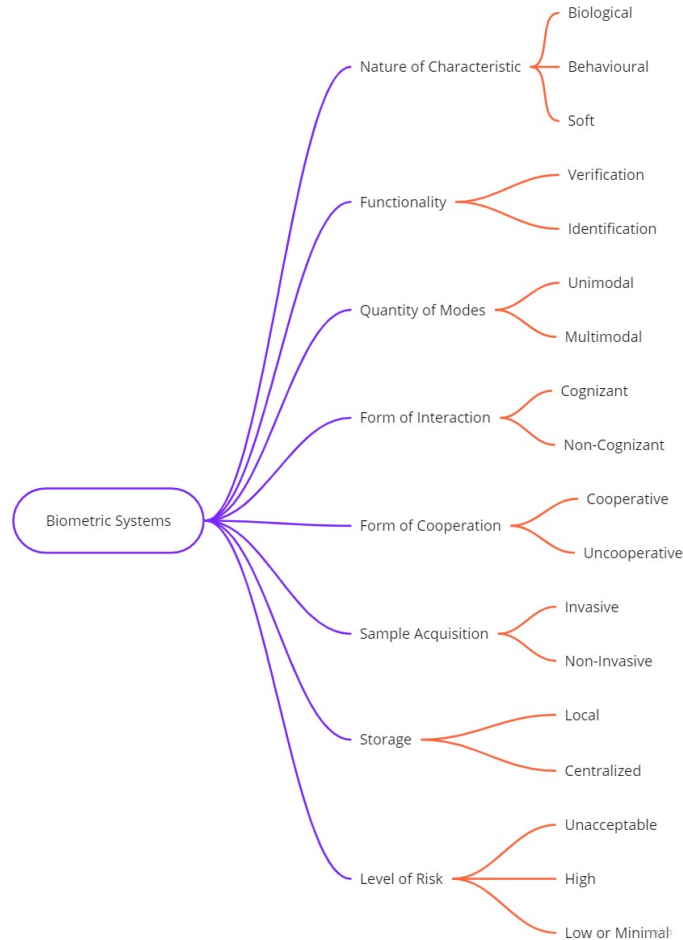 Biometric Systems
Nature of Characteristic
Biological
Behavioural
Soft
Functionality
Verification
Identification
Quantity of Modes
Unimodal
Multimodal
Form of Interaction
Cognizant
Non-Cognizant
Form of Cooperation
Cooperative
Uncooperative
Sample Acquisition
Invasive
Non-Invasive
Storage
Local
Centralized
Level of Risk
Unacceptable
High
Low or Minimal